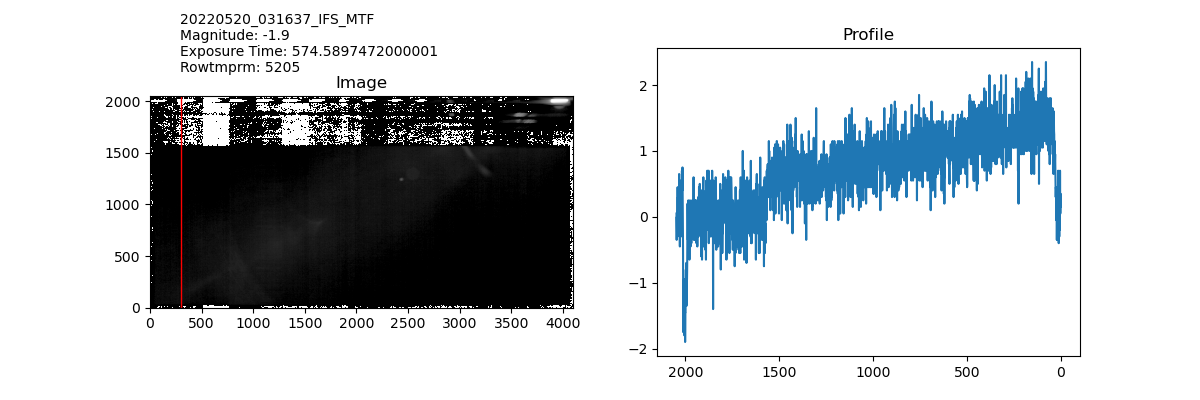 20220520_031637_IFS_MTF
Magnitude: -1.9
Exposure Time: 574.5897472000001
Rowtmprm: 5205
Image
2000
1500
1000
500
0
0 500 1000 1500 2000 2500 3000 3500 4000
Profile
2
1
0
−1
−2
2000 1500 1000 500 0